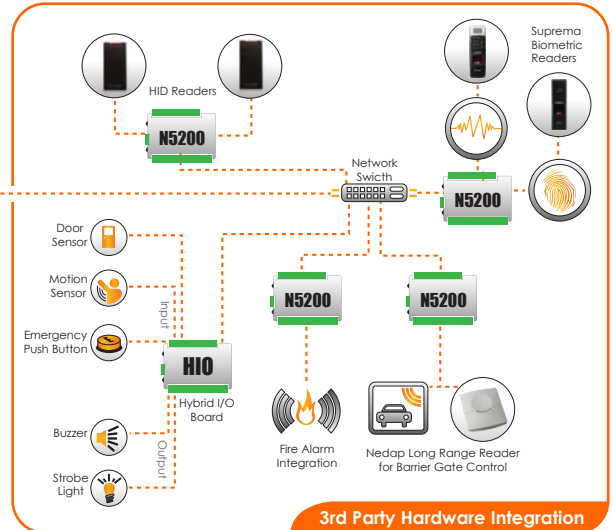 Suprema
Biometric
Readers
HID Readers
N5200
Network
Swicth
N5200
Door
Sensor
Motion
Sensor
Input
Emergency
Push Button
N5200
N5200
HIO
Hybrid I/O
Board
Buzzer
Output
Strobe
Light
Fire Alarm
Integration
Nedap Long Range Reader
for Barrier Gate Control
3rd Party Hardware Integration